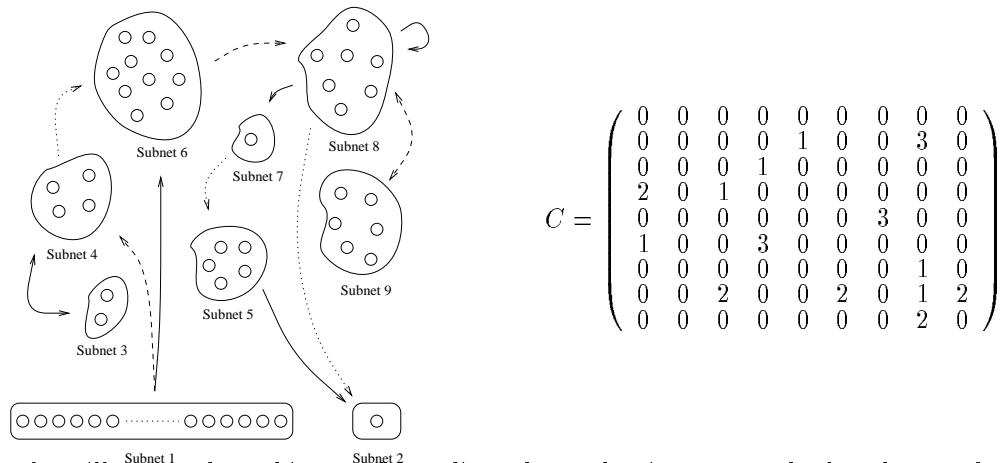 Subnet 6
Subnet 8
Subnet 7
Subnet 4
Subnet 9
Subnet 5
Subnet 3
Subnet 1
Subnet 2
C =
0 0 0 0 0 0 0 0 0
0 0 0 0 1 0 0 3 0
0 0 0 1 0 0 0 0 0
2 0 1 0 0 0 0 0 0
0 0 0 0 0 0 3 0 0
1 0 0 3 0 0 0 0 0
0 0 0 0 0 0 0 1 0
0 0 2 0 0 2 0 1 2
0 0 0 0 0 0 0 2 0